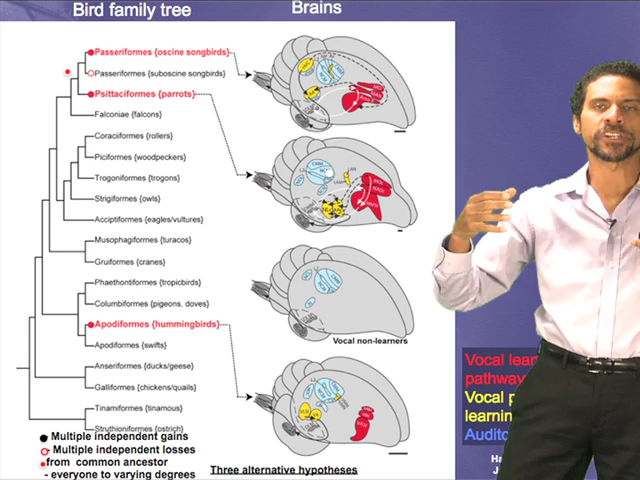 Bird family tree
Brains
Passeriformes {oscine songbirds}
Passeriformes {suboscine songbirds}
Psittaciformes {parrots}
Falconiae {falcons}
Coraciiformes {rollers}
Piciformes {woodpeckers}
Trogoniformes {trogons}
Strigiformes {owls}
Acciptiformes {eagles/vultures}
Musophagiformes {turacos}
Gruiformes {cranes}
Phaethontiformes {tropicbirds}
Columbiformes {pigeons, doves}
Apodiformes {hummingbirds}
Apodiformes {swifts}
Anseriformes {ducks/geese}
Galliformes {chickens/quails}
Tinamiformes {tinamous}
Struthioniformes {ostrich}
Vocal non-learners
Multiple independent gains
Multiple independent losses
from common ancestor
- everyone to varying degrees
Three alternative hypotheses
Vocal lear
pathway
Vocal p
learnin
Audito